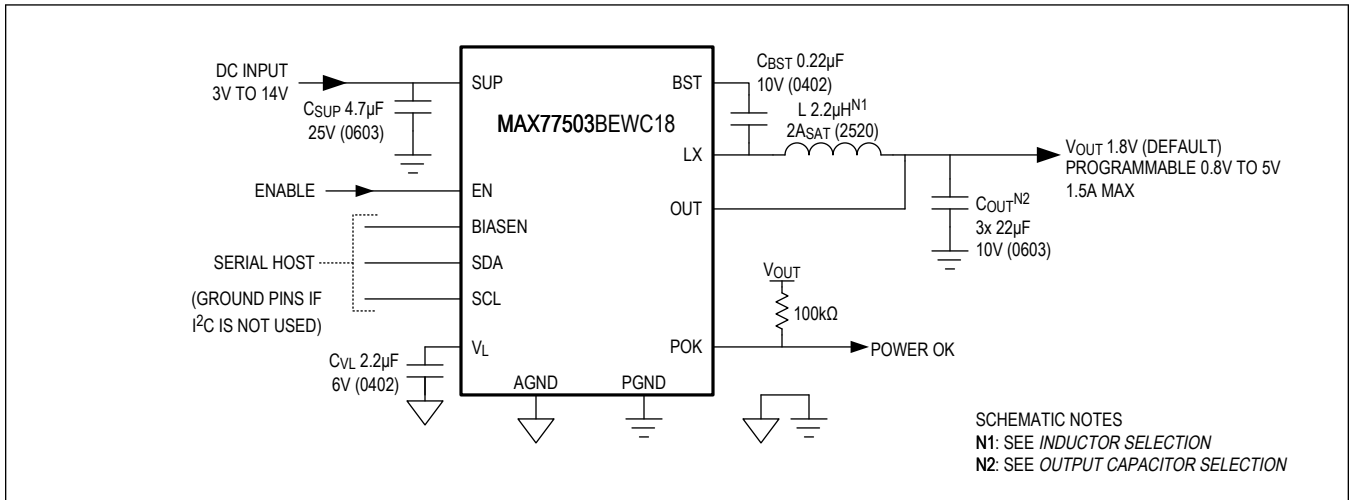 DC INPUT
3V TO 14V
CSUP 4.7µF
25V (0603)
ENABLE
SERIAL HOST
(GROUND PINS IF
I2C IS NOT USED)
CVL 2.2µF
6V (0402)
SUP
EN
BIASEN
SDA
SCL
VL
MAX77503BEWC18
AGND
PGND
BST
LX
OUT
POK
CBST 0.22µF
10V (0402)
L 2.2µHN1
2ASAT (2520)
VOUT 1.8V (DEFAULT)
PROGRAMMABLE 0.8V TO 5V
1.5A MAX
COUTN2
3x 22µF
10V (0603)
VOUT
100kΩ
POWER OK
SCHEMATIC NOTES
N1: SEE INDUCTOR SELECTION
N2: SEE OUTPUT CAPACITOR SELECTION